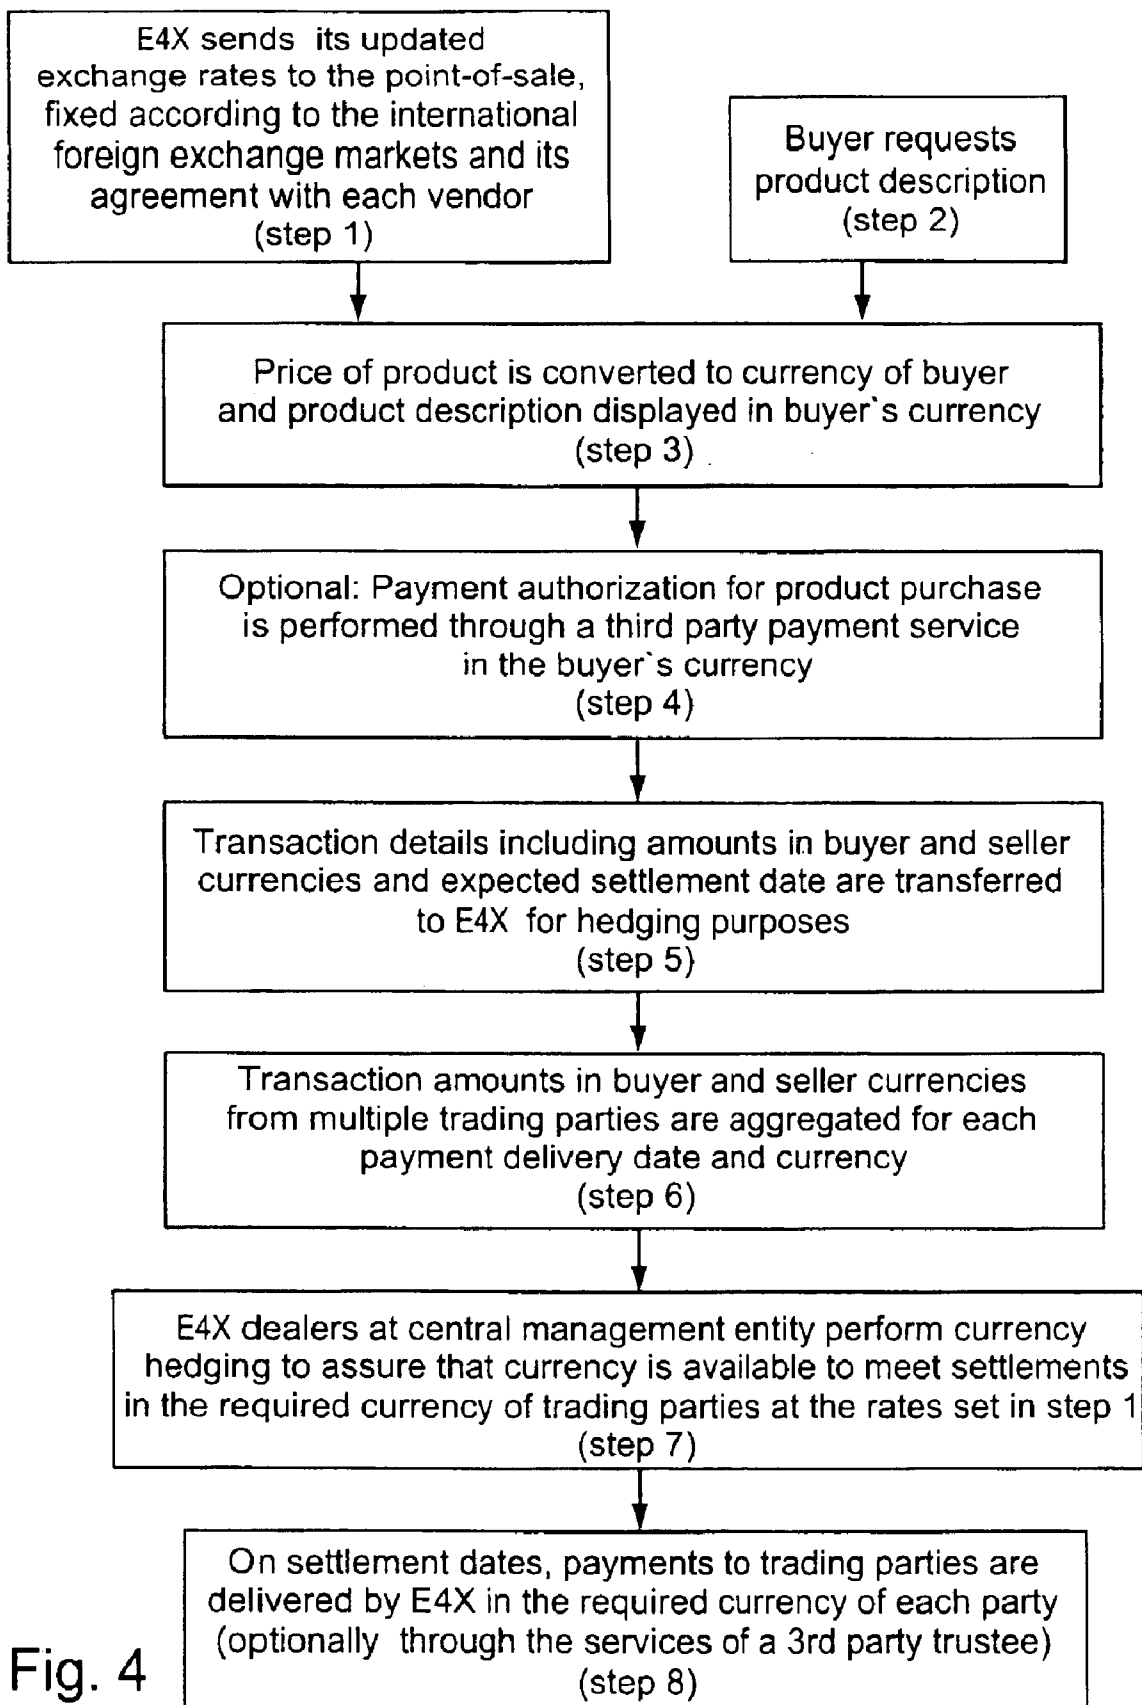 E4X sends its updated
exchange rates to the point-of-sale,
fixed according to the international
foreign exchange markets and its
agreement with each vendor
(step 1)
Buyer requests
product description
(step 2)
Price of product is converted to currency of buyer
and product description displayed in buyer`s currency
(step 3)
Optional: Payment authorization for product purchase
is performed through a third party payment service
in the buyer`s currency
(step 4)
Transaction details including amounts in buyer and seller
currencies and expected settlement date are transferred
to E4X for hedging purposes
(step 5)
Transaction amounts in buyer and seller currencies
from multiple trading parties are aggregated for each
payment delivery date and currency
(step 6)
E4X dealers at central management entity perform currency
hedging to assure that currency is available to meet settlements
in the required currency of trading parties at the rates set in step 1
(step 7)
On settlement dates, payments to trading parties are
delivered by E4X in the required currency of each party
(optionally through the services of a 3rd party trustee)
(step 8)
Fig. 4